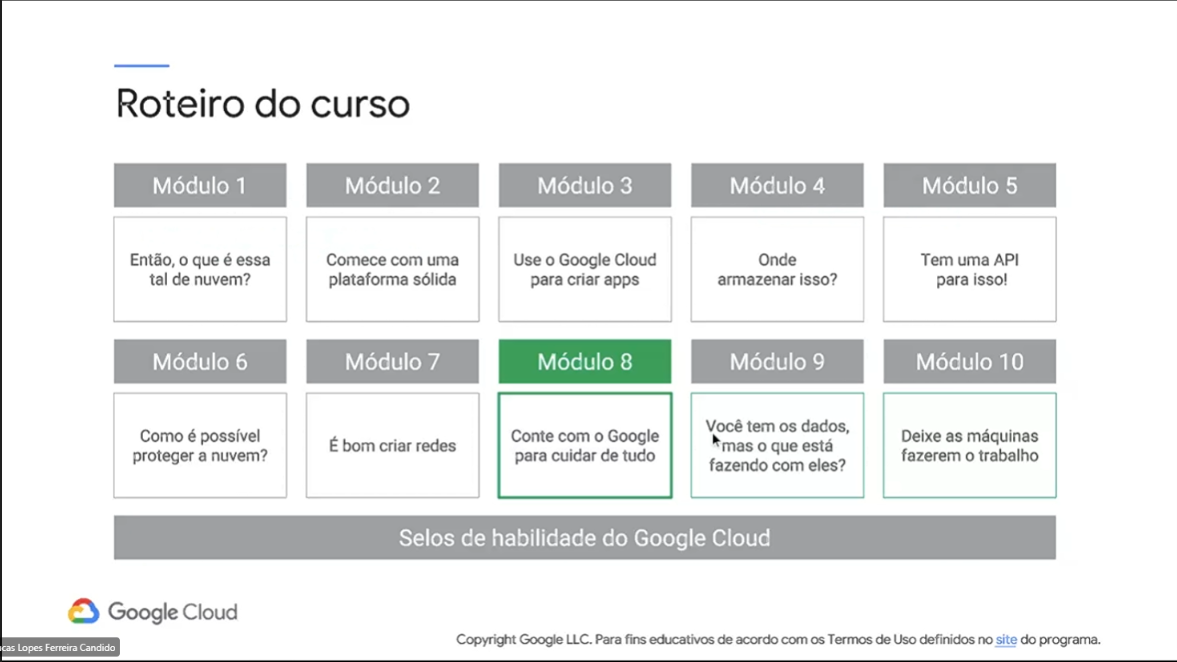 Roteiro do curso
Módulo 1
Módulo 2
Módulo 3
Módulo 4
Módulo 5
Então, o que é essa
tal de nuvem?
Comece com uma
plataforma sólida
Use o Google Cloud
para criar apps
Onde
armazenar isso?
Tem uma API
para isso!
Módulo 6
Módulo 7
Módulo 8
Módulo 9
Módulo 10
Como é possível
proteger a nuvem?
É bom criar redes
Conte com o Google
para cuidar de tudo
Você tem os dados,
mas o que está
fazendo com eles?
Deixe as máquinas
fazerem o trabalho
Selos de habilidade do Google Cloud
Google Cloud
Copyright Google LLC. Para fins educativos de acordo com os Termos de Uso definidos no site do programa.
Lopes Ferreira Candido